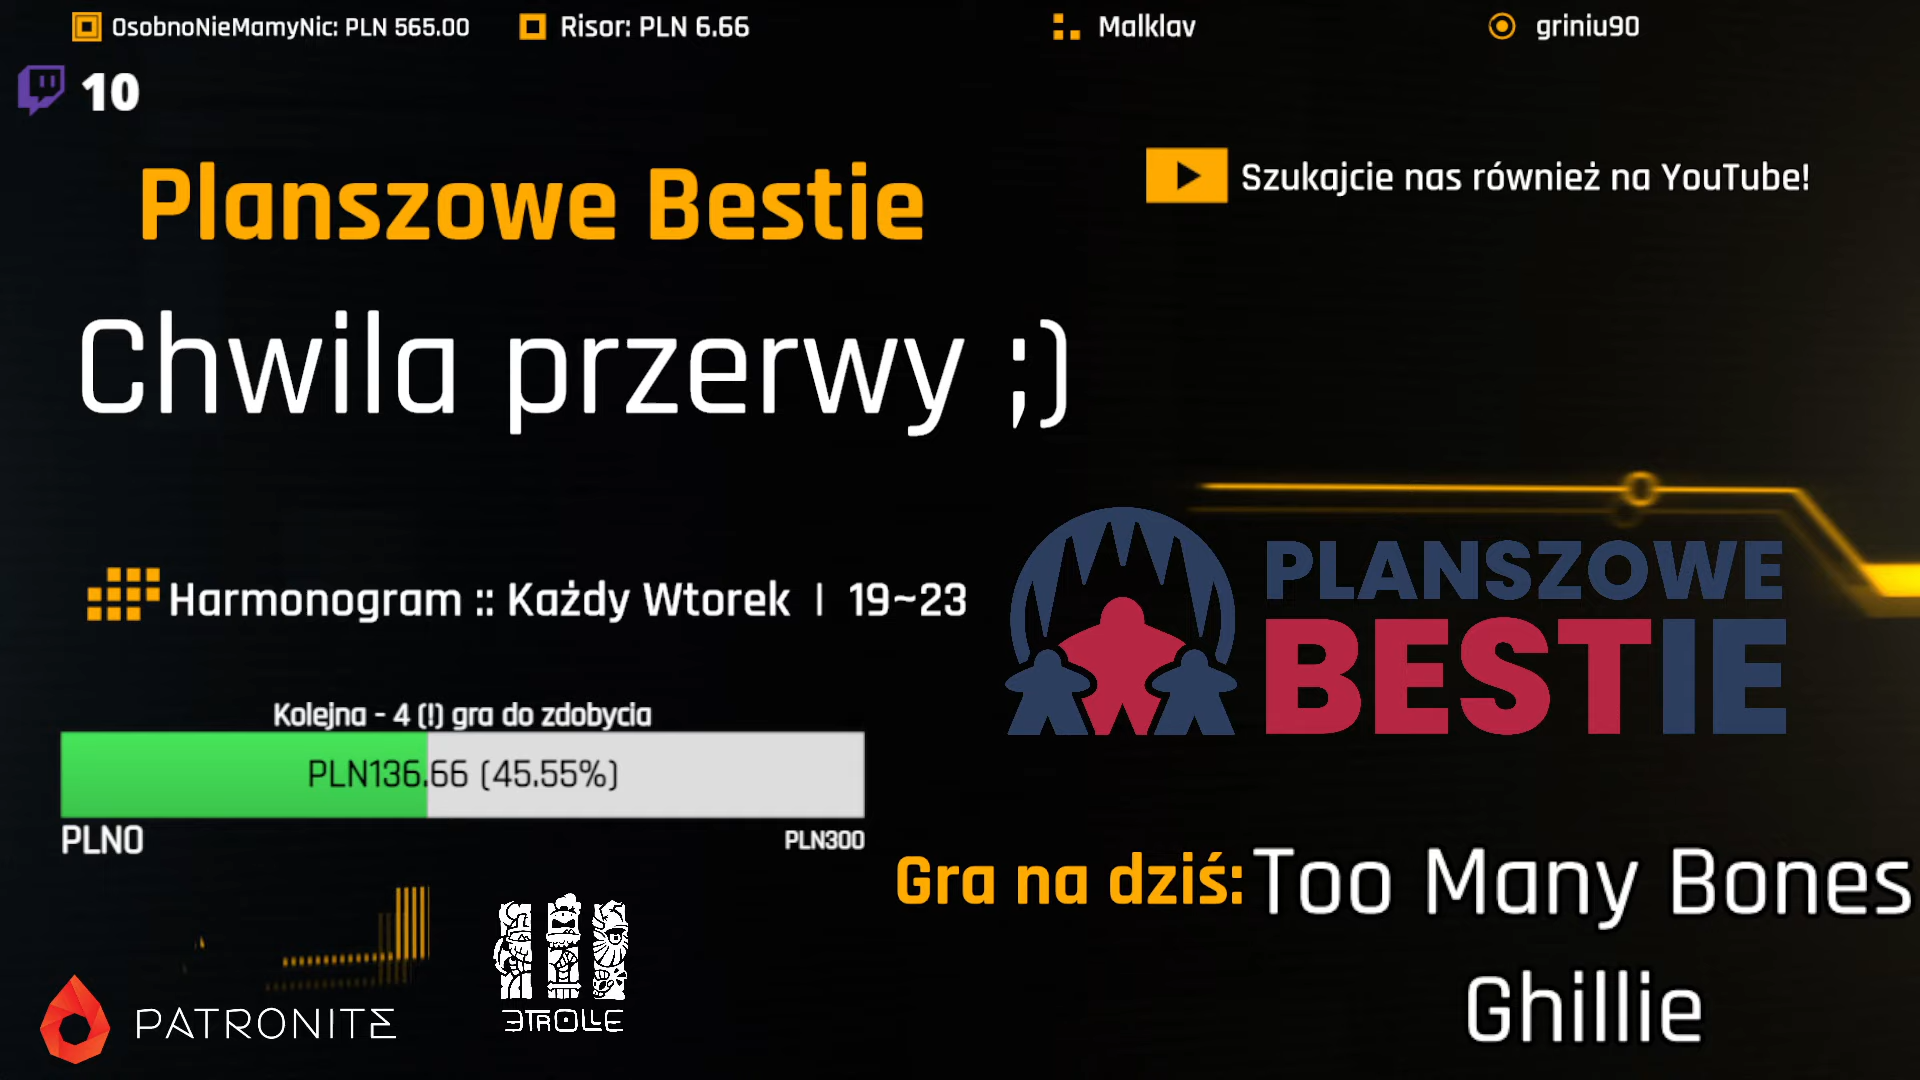 OsobnoNieMamyNic: PLN 565.00
Risor: PLN 6.66
Malklav
griniu90
10
Planszowe Bestie
Szukajcie nas również na YouTube!
Chwila przerwy ;)
Harmonogram :: Każdy Wtorek | 19~23
PLANSZOWE
BESTIE
Kolejna - 4 (!) gra do zdobycia
PLN136.66 (45.55%)
PLN0
PLN300
Gra na dziś: Too Many Bones
Ghillie
PATRONITE
3TROLLE